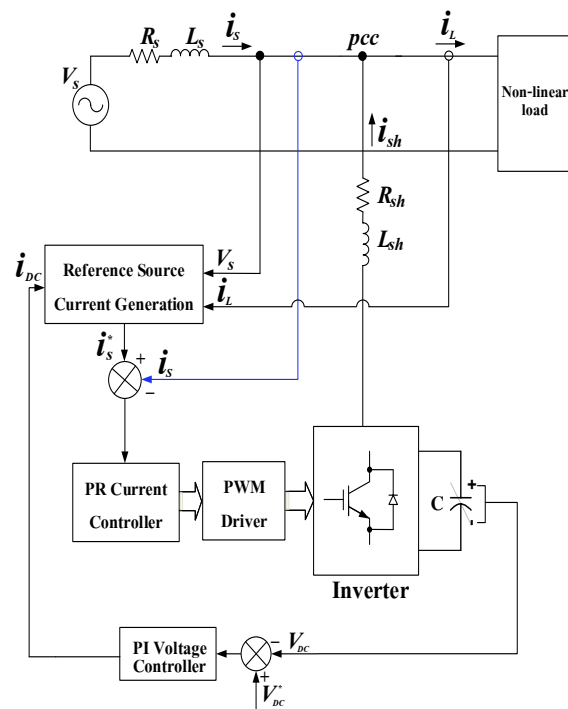 R_s L_s i_s pcc i_L
V_s
Non-linear
load
i_sh
R_sh
L_sh
i_DC
Reference Source
Current Generation
V_s
i_L
i_s^*
+
i_s
−
PR Current
Controller
PWM
Driver
C
+
-
Inverter
PI Voltage
Controller
−
V_DC
+
V_DC^*